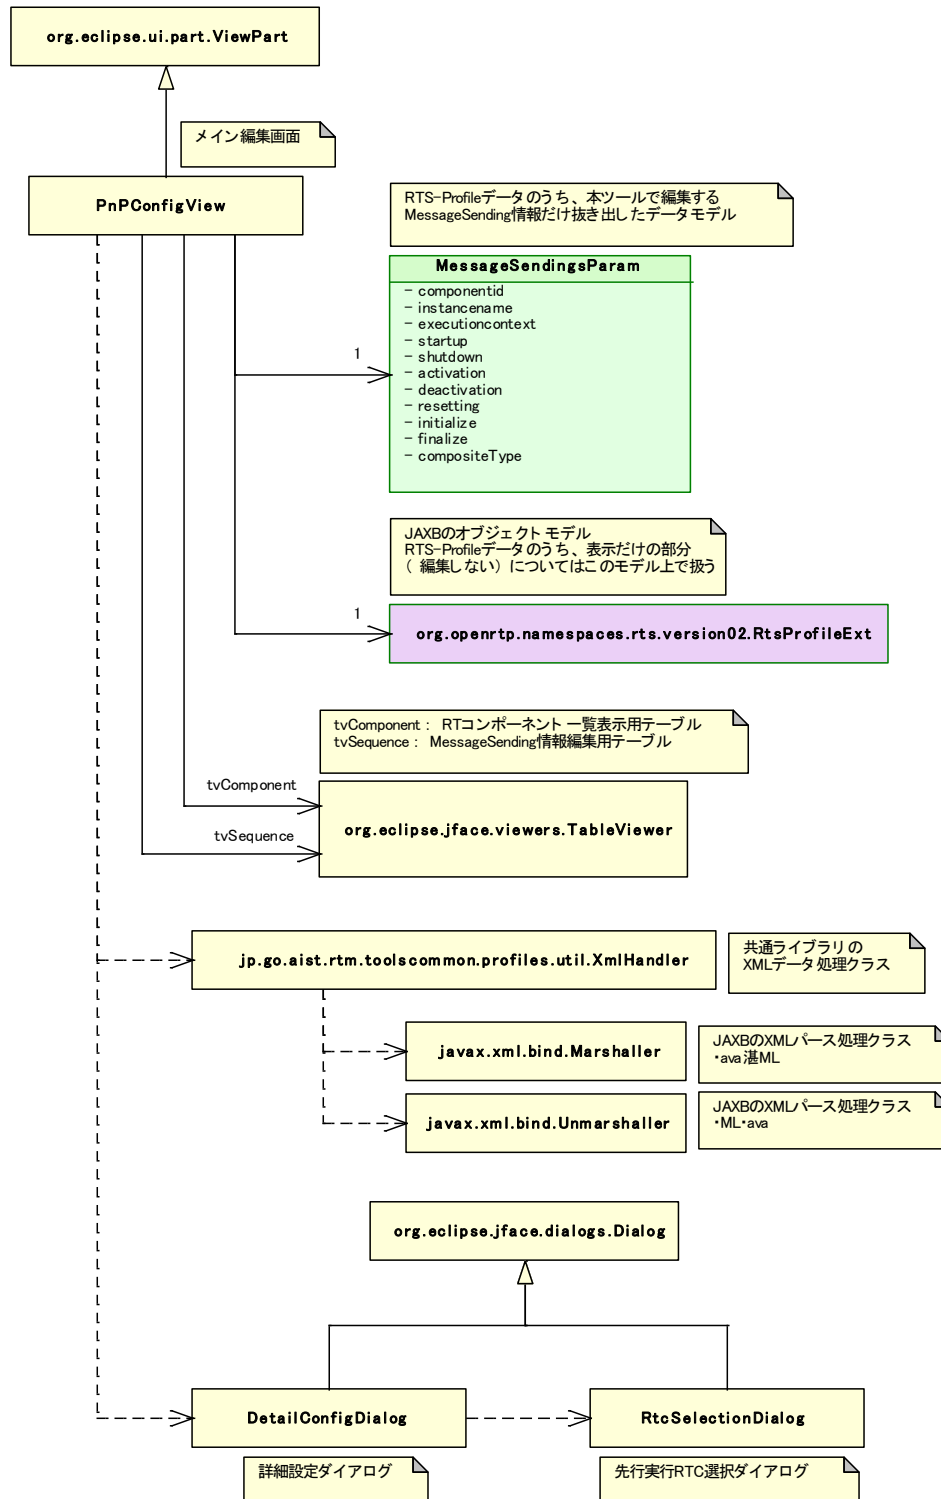 org.eclipse.ui.part.ViewPart
メイン編集画面
PnPConfigView
RTS-Profileデータのうち、本ツールで編集する
MessageSending情報だけ抜き出したデータモデル
MessageSendingsParam
- componentid
- instancename
- executioncontext
- startup
- shutdown
- activation
- deactivation
- resetting
- initialize
- finalize
- compositeType
1
JAXBのオブジェクトモデル
RTS-Profileデータのうち、表示だけの部分
(編集しない)についてはこのモデル上で扱う
1
org.openrtp.namespaces.rts.version02.RtsProfileExt
tvComponent： RTコンポーネント一覧表示用テーブル
tvSequence： MessageSending情報編集用テーブル
tvComponent
tvSequence
org.eclipse.jface.viewers.TableViewer
jp.go.aist.rtm.toolscommon.profiles.util.XmlHandler
共通ライブラリの
XMLデータ処理クラス
javax.xml.bind.Marshaller
JAXBのXMLパース処理クラス
・ava湛ML
javax.xml.bind.Unmarshaller
JAXBのXMLパース処理クラス
・ML・ava
org.eclipse.jface.dialogs.Dialog
DetailConfigDialog
RtcSelectionDialog
詳細設定ダイアログ
先行実行RTC選択ダイアログ